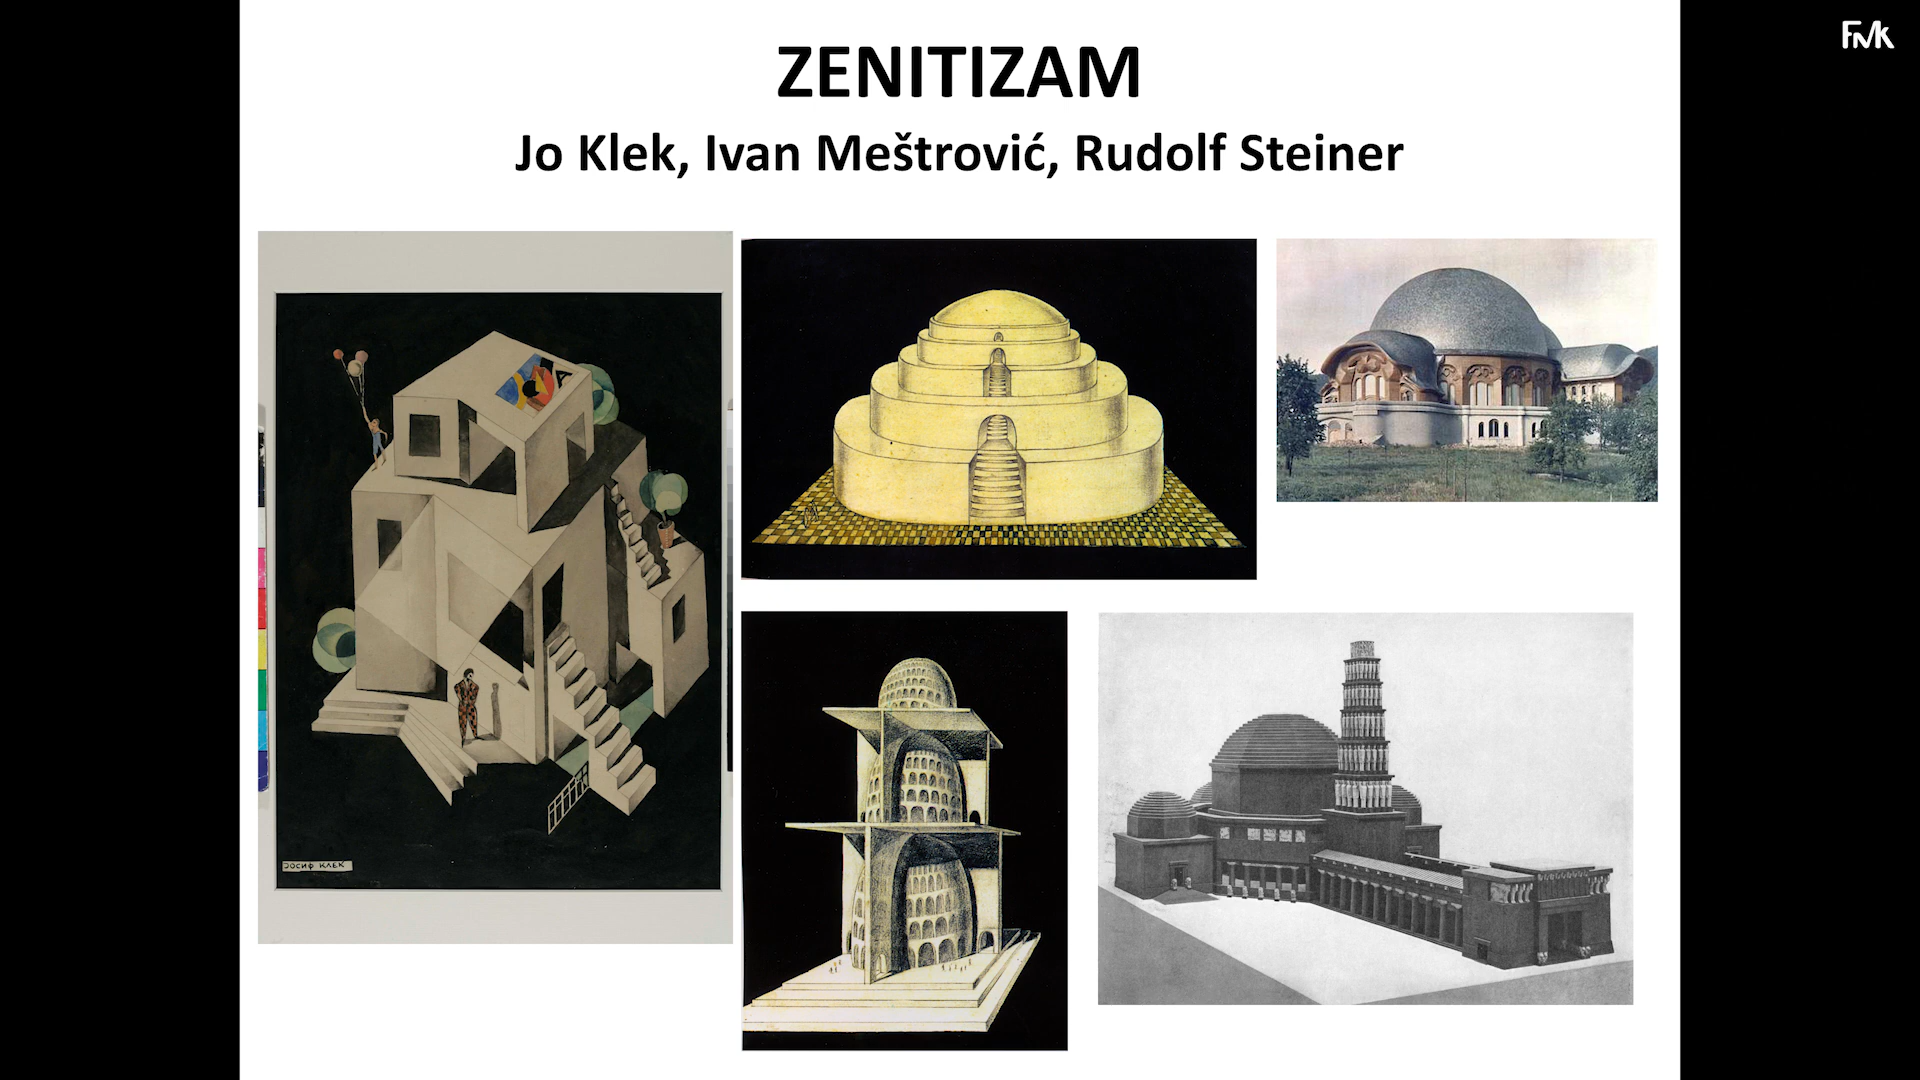 FMK
ZENITIZAM
Jo Klek, Ivan Meštrović, Rudolf Steiner
ЈОСИФ КЛЕК